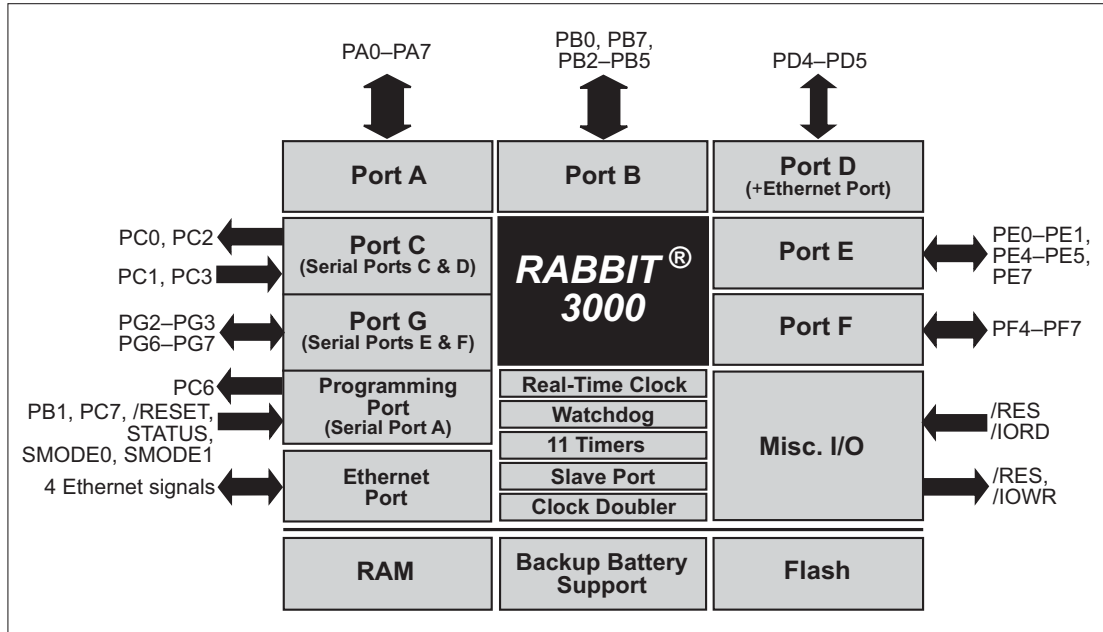 PA0–PA7
PB0, PB7,
PB2–PB5
PD4–PD5
Port A
Port B
Port D
(+Ethernet Port)
PC0, PC2
PC1, PC3
Port C
(Serial Ports C & D)
RABBIT ®
3000
Port E
PE0–PE1,
PE4–PE5,
PE7
PG2–PG3
PG6–PG7
Port G
(Serial Ports E & F)
Port F
PF4–PF7
PC6
PB1, PC7, /RESET,
STATUS,
SMODE0, SMODE1
Programming
Port
(Serial Port A)
Real-Time Clock
Watchdog
11 Timers
Slave Port
Clock Doubler
Misc. I/O
/RES
/IORD
/RES,
/IOWR
4 Ethernet signals
Ethernet
Port
RAM
Backup Battery
Support
Flash